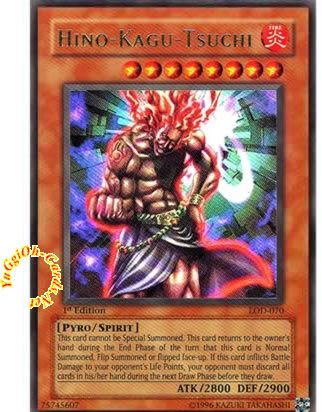 HINO-KAGU-TSUCHI
FIRE
炎
YuGgiOh-CardsArt
1st Edition
LOD-070
[PYRO/SPIRIT]
This card cannot be Special Summoned. This card returns to the owner's
hand during the End Phase of the turn that this card is Normal
Summoned, Flip Summoned or flipped face-up. If this card inflicts Battle
Damage to your opponent's Life Points, your opponent must discard all
cards in his/her hand during the next Draw Phase before they draw.
ATK/2800 DEF/2900
75745607
©1996 KAZUKI TAKAHASHI